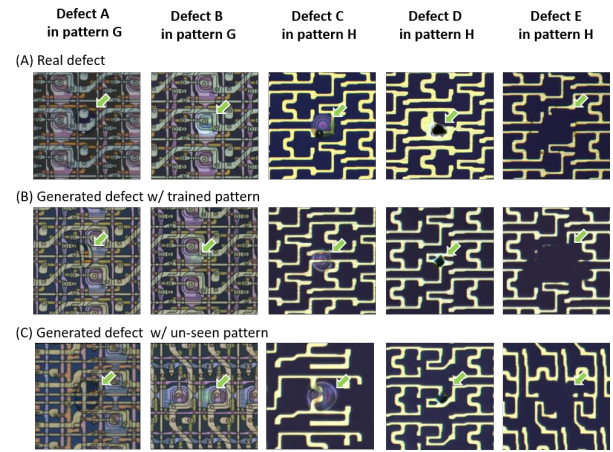 Defect A
in pattern G
Defect B
in pattern G
Defect C
in pattern H
Defect D
in pattern H
Defect E
in pattern H
(A) Real defect
(B) Generated defect w/ trained pattern
(C) Generated defect w/ un-seen pattern